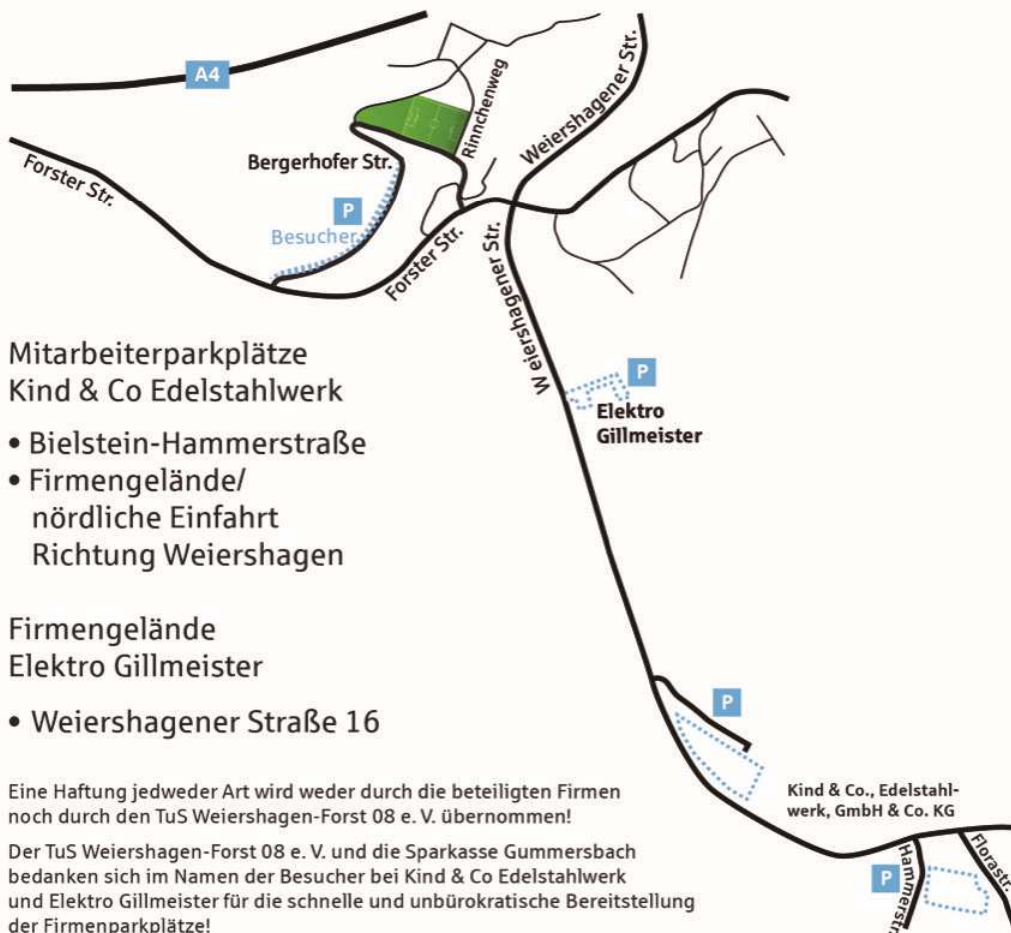 A4
Rinnchenweg
Weiershagener Str.
Bergerhofer Str.
Forster Str.
P
Besucher
Forster Str.
Weiershagener Str.
Mitarbeiterparkplätze
Kind & Co Edelstahlwerk
• Bielstein-Hammerstraße
• Firmengelände/
nördliche Einfahrt
Richtung Weiershagen
P
Elektro
Gillmeister
Firmengelände
Elektro Gillmeister
• Weiershagener Straße 16
P
Kind & Co., Edelstahl-
werk, GmbH & Co. KG
P
Hammerstr.
Florastr.
Eine Haftung jedweder Art wird weder durch die beteiligten Firmen
noch durch den TuS Weiershagen-Forst 08 e. V. übernommen!
Der TuS Weiershagen-Forst 08 e. V. und die Sparkasse Gummersbach
bedanken sich im Namen der Besucher bei Kind & Co Edelstahlwerk
und Elektro Gillmeister für die schnelle und unbürokratische Bereitstellung
der Firmenparkplätze!